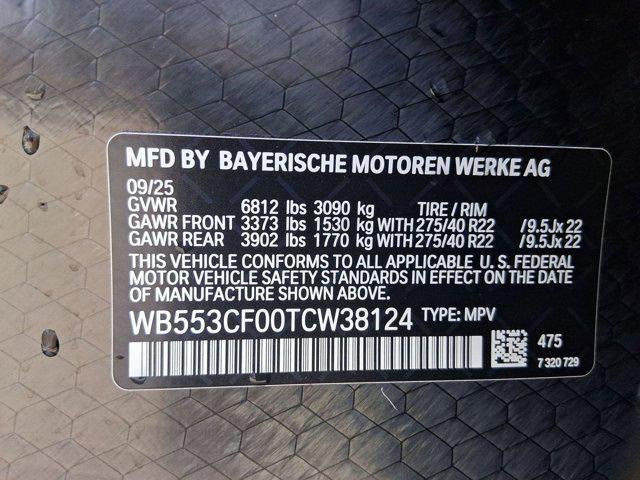 MFD BY BAYERISCHE MOTOREN WERKE AG
09/25
GVWR 6812 lbs 3090 kg TIRE / RIM
GAWR FRONT 3373 lbs 1530 kg WITH 275/40 R22 /9.5Jx22
GAWR REAR 3902 lbs 1770 kg WITH 275/40 R22 /9.5Jx22
THIS VEHICLE CONFORMS TO ALL APPLICABLE U.S. FEDERAL
MOTOR VEHICLE SAFETY STANDARDS IN EFFECT ON THE DATE
OF MANUFACTURE SHOWN ABOVE.
WB553CF00TCW38124 TYPE: MPV
475
7 320 729